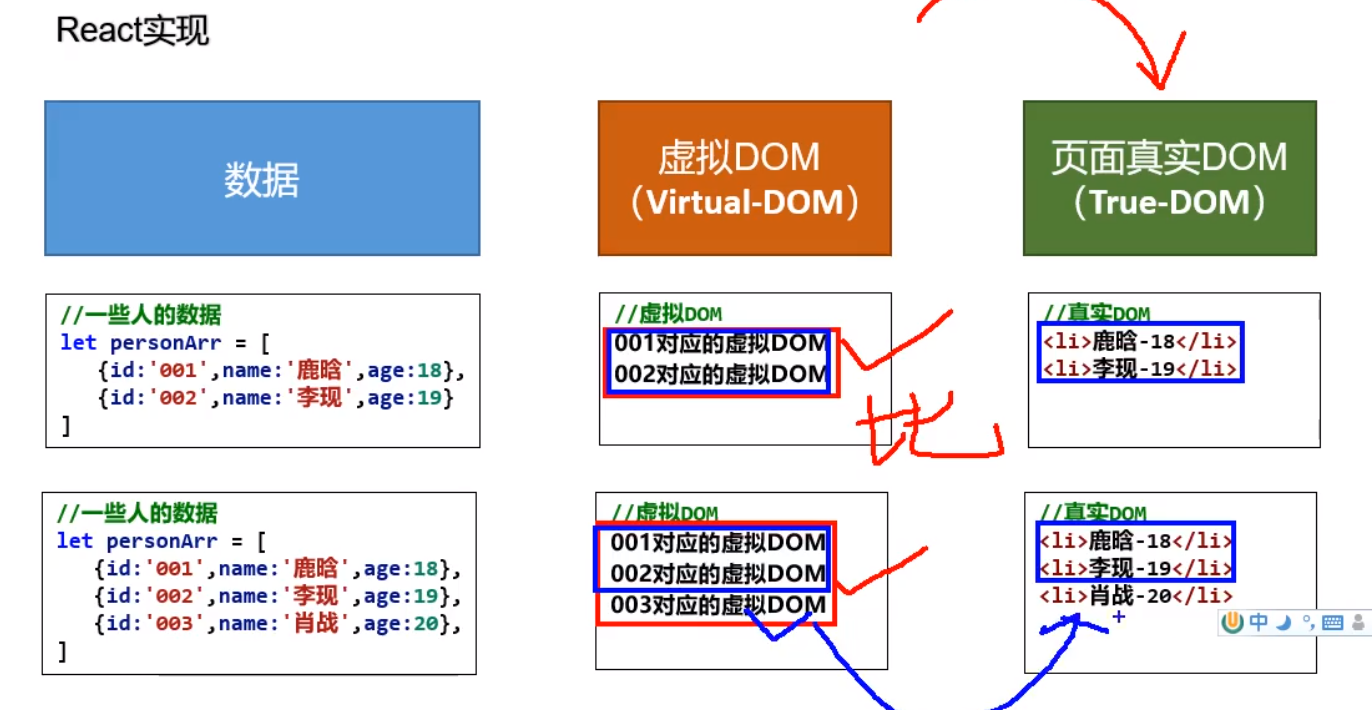 React实现
数据
虚拟DOM
（Virtual-DOM）
页面真实DOM
（True-DOM）
//一些人的数据
let personArr = [
{id:'001',name:'鹿晗',age:18},
{id:'002',name:'李现',age:19}
]
//虚拟DOM
001对应的虚拟DOM
002对应的虚拟DOM
//真实DOM
<li>鹿晗-18</li>
<li>李现-19</li>
比
//一些人的数据
let personArr = [
{id:'001',name:'鹿晗',age:18},
{id:'002',name:'李现',age:19},
{id:'003',name:'肖战',age:20},
]
//虚拟DOM
001对应的虚拟DOM
002对应的虚拟DOM
003对应的虚拟DOM
//真实DOM
<li>鹿晗-18</li>
<li>李现-19</li>
<li>肖战-20</li>
中